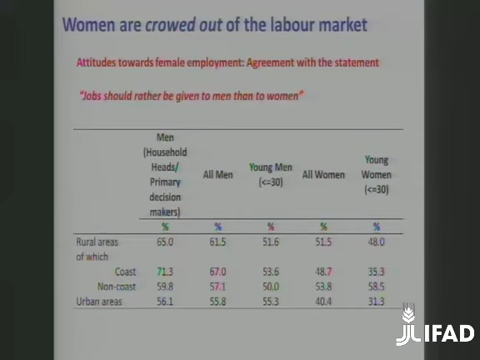 Women are crowed out of the labour market
Attitudes towards female employment: Agreement with the statement
"Jobs should rather be given to men than to women"
Men (Household Heads/ Primary decision makers) All Men Young Men (<=30) All Women Young Women (<=30)
% % % % %
Rural areas 65.0 61.5 51.6 51.5 48.0
of which
Coast 71.3 67.0 53.6 48.7 35.3
Non-coast 59.8 57.1 50.0 53.8 58.5
Urban areas 56.1 55.8 55.3 40.4 31.3
IFAD